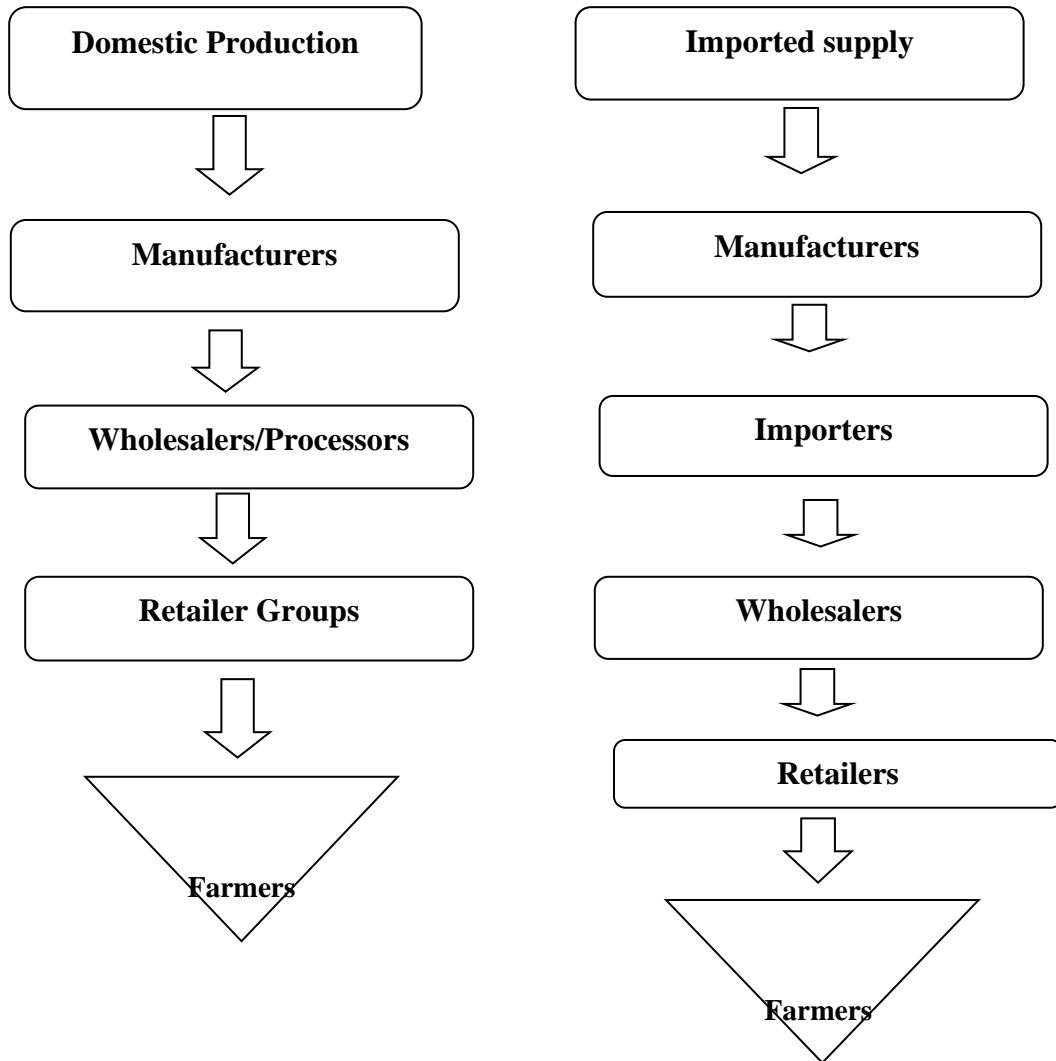 Domestic Production
Manufacturers
Wholesalers/Processors
Retailer Groups
Farmers
Imported supply
Manufacturers
Importers
Wholesalers
Retailers
Farmers